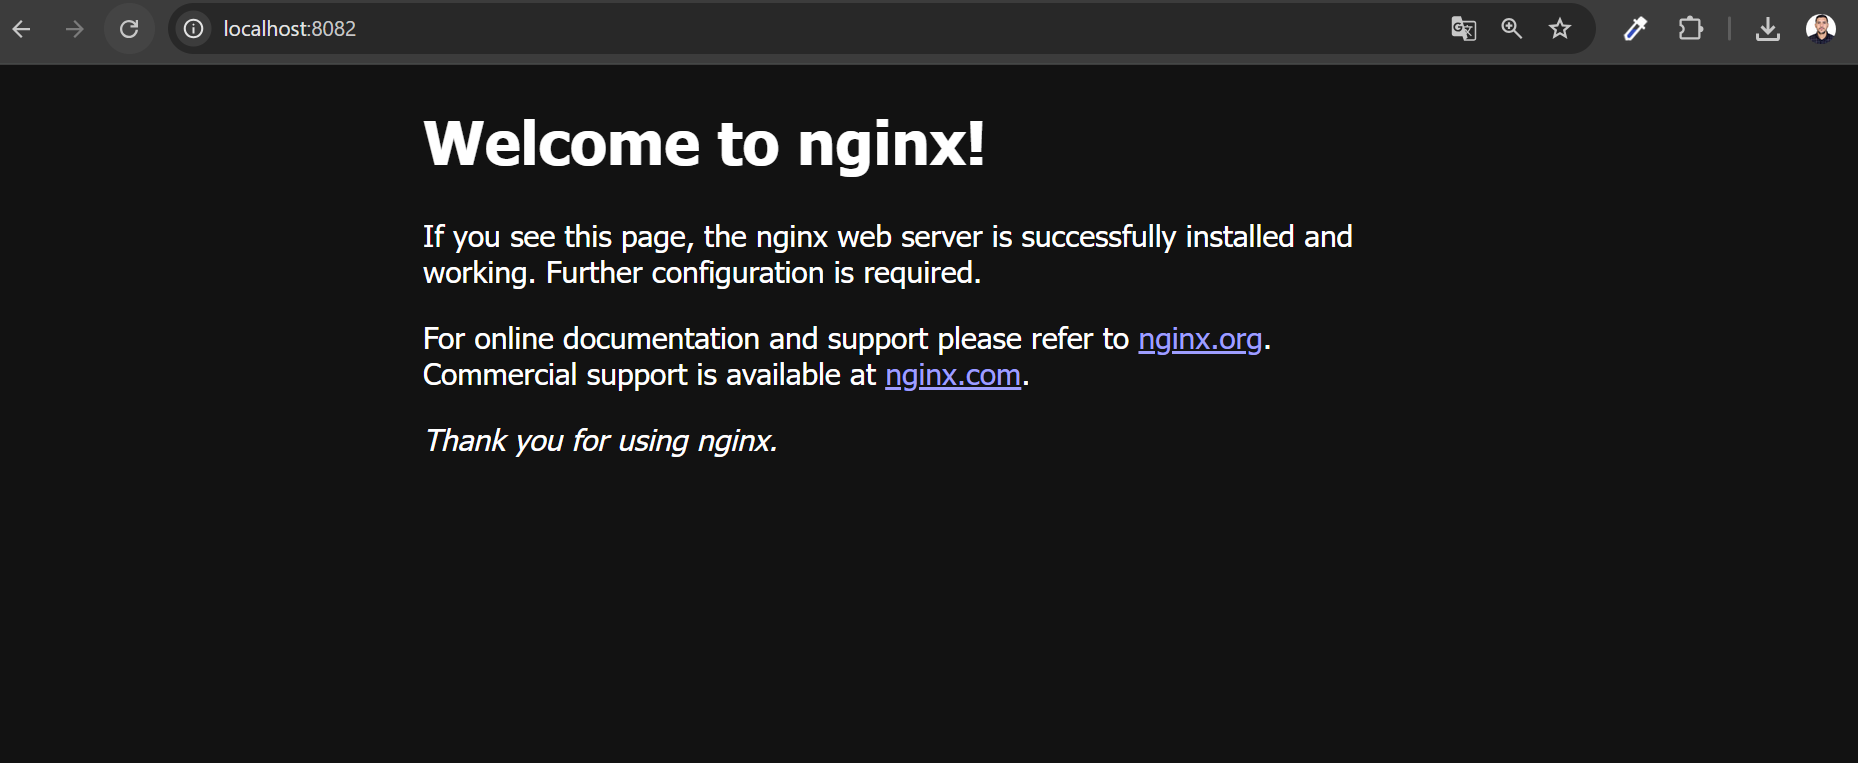 localhost:8082
Welcome to nginx!
If you see this page, the nginx web server is successfully installed and
working. Further configuration is required.
For online documentation and support please refer to nginx.org.
Commercial support is available at nginx.com.
Thank you for using nginx.